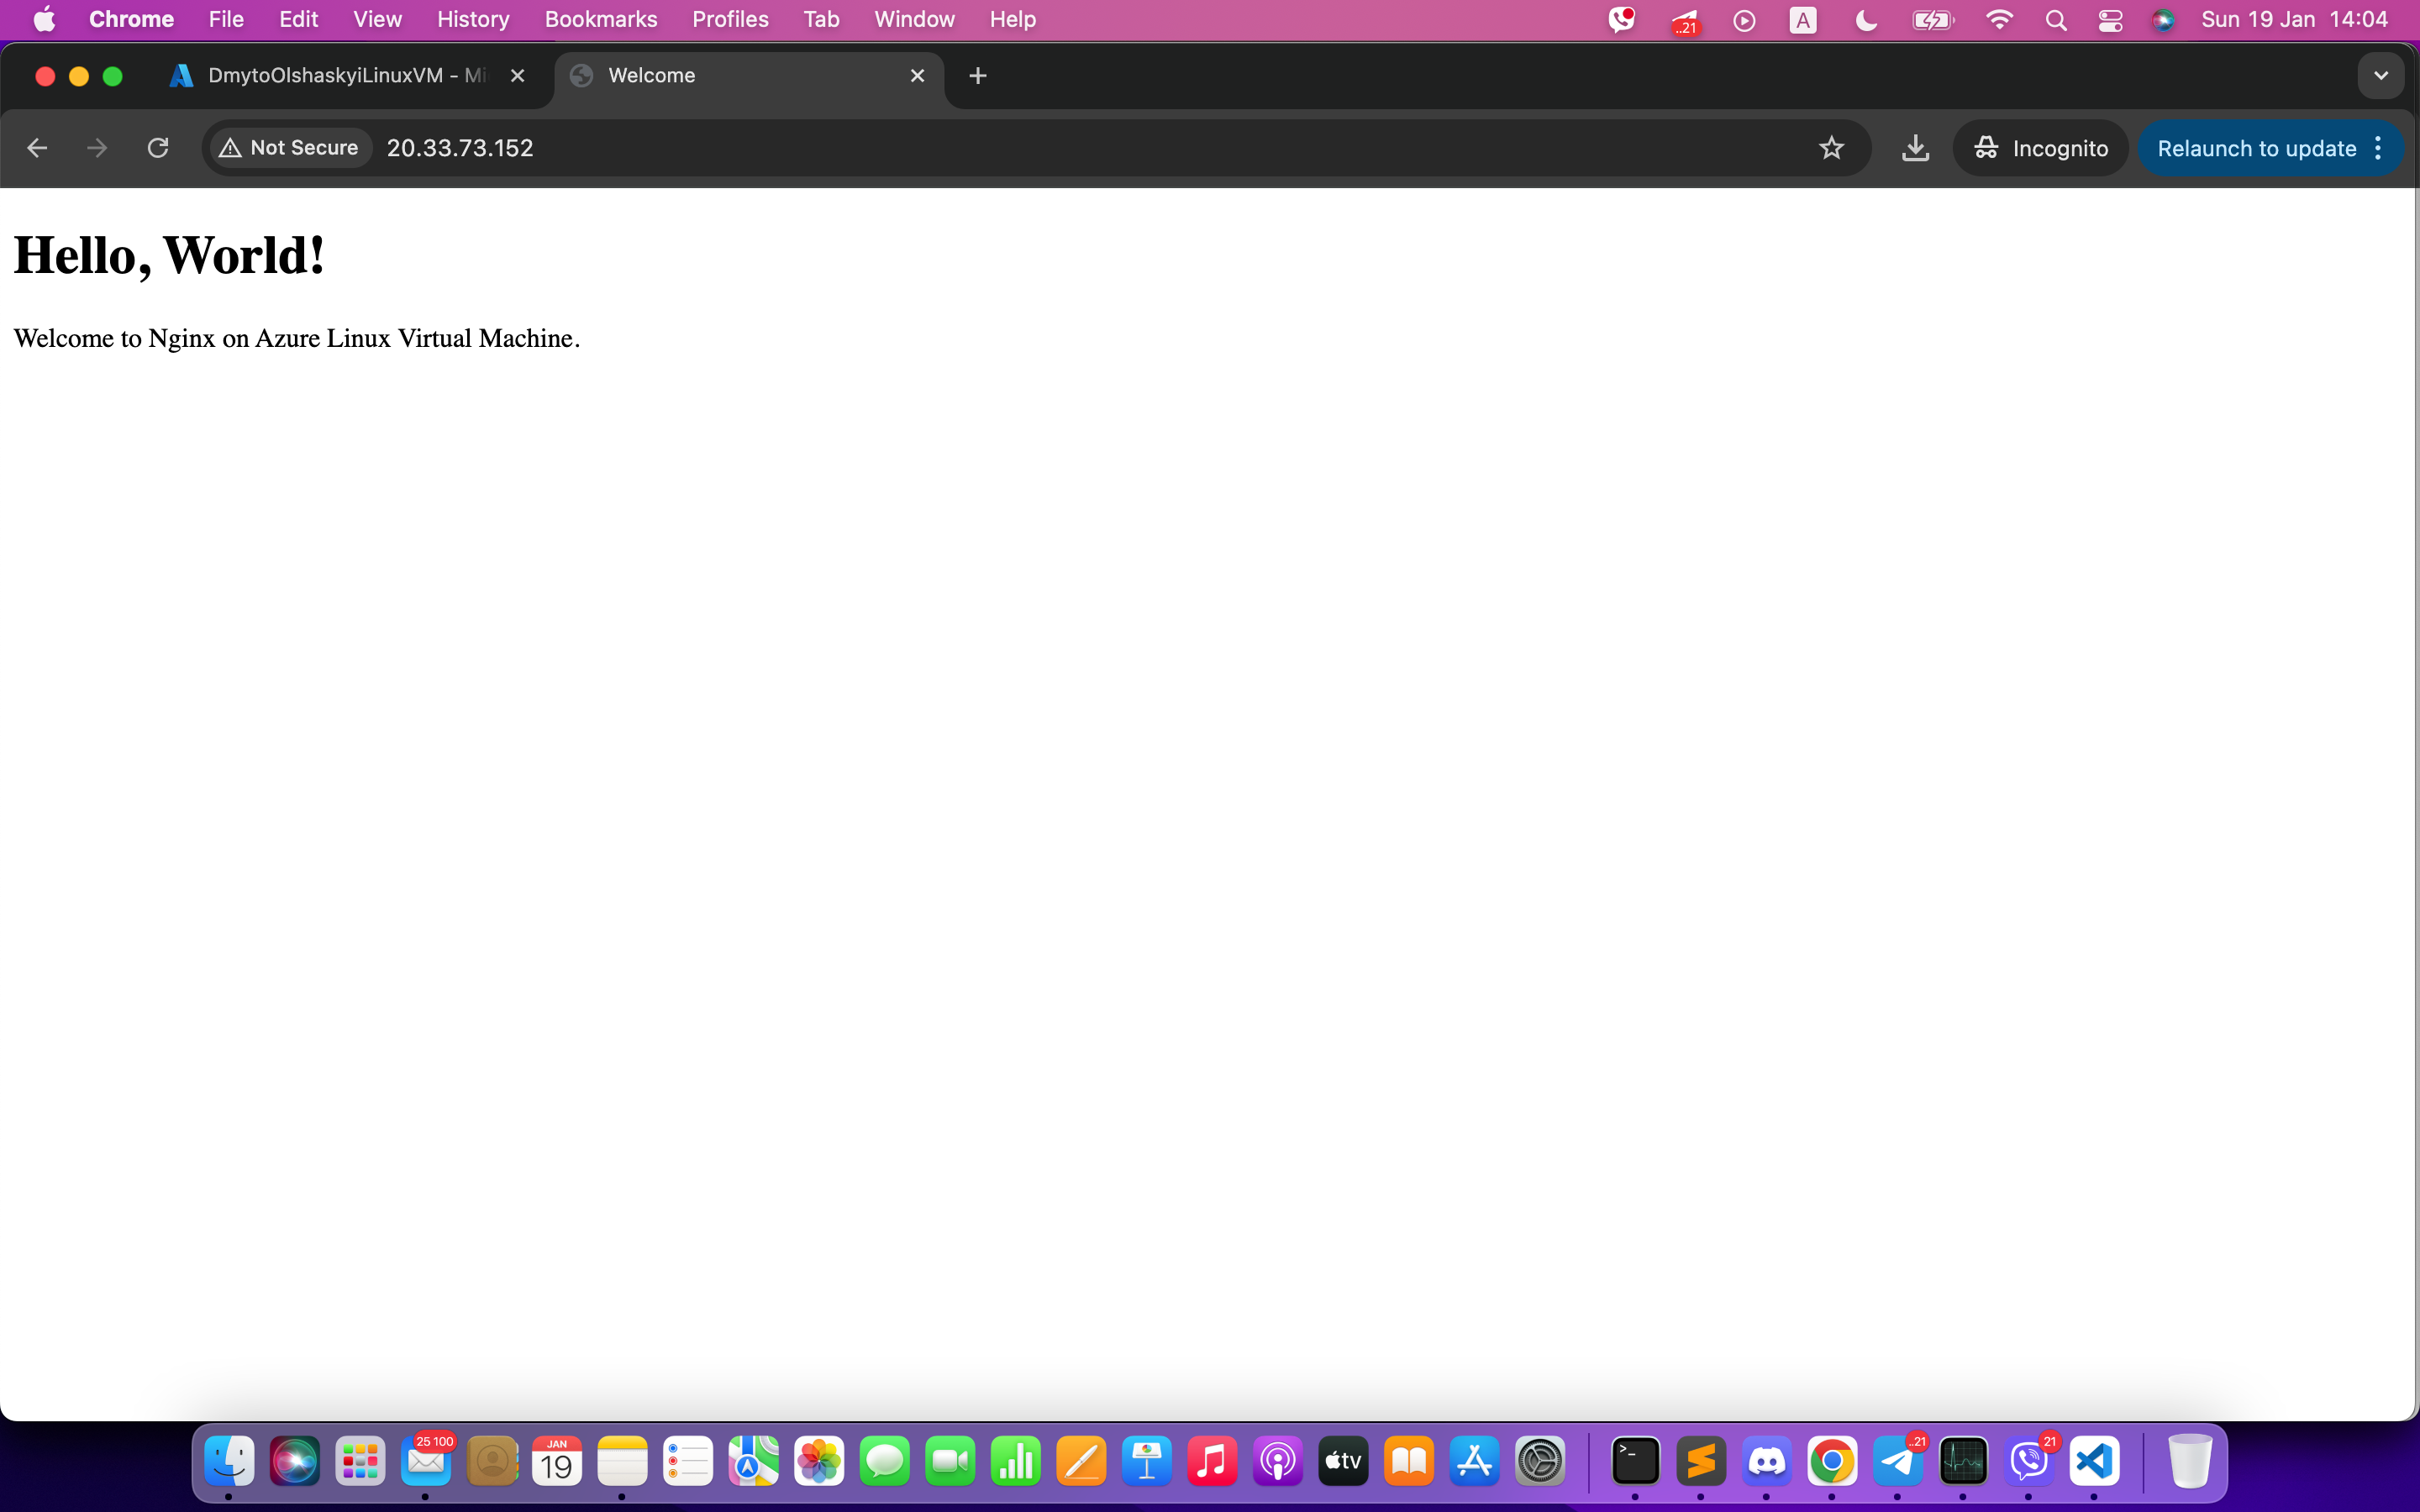 Chrome File Edit View History Bookmarks Profiles Tab Window Help ..21 A Sun 19 Jan 14:04
DmytoOlshaskyiLinuxVM - Mi Welcome
Not Secure 20.33.73.152 Incognito Relaunch to update
Hello, World!
Welcome to Nginx on Azure Linux Virtual Machine.
25 100 JAN 19 tv >_ ..21 21